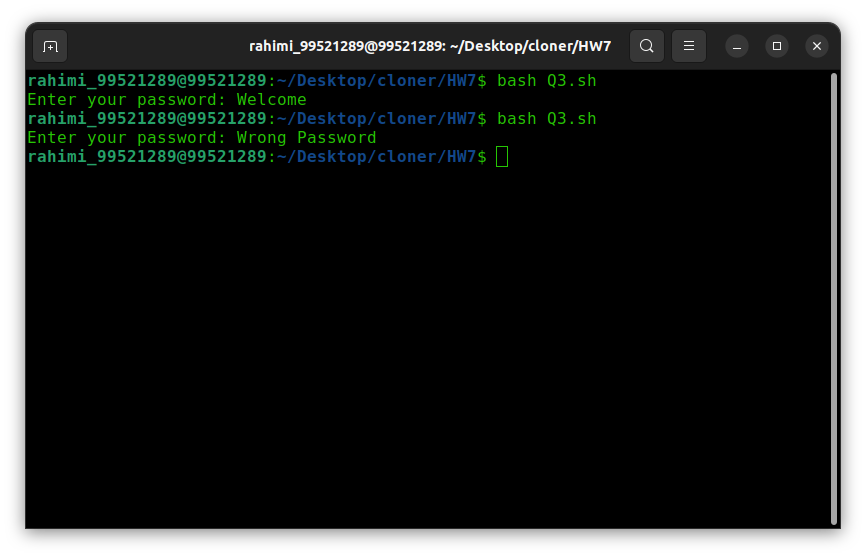 rahimi_99521289@99521289: ~/Desktop/cloner/HW7
rahimi_99521289@99521289:~/Desktop/cloner/HW7$ bash Q3.sh
Enter your password: Welcome
rahimi_99521289@99521289:~/Desktop/cloner/HW7$ bash Q3.sh
Enter your password: Wrong Password
rahimi_99521289@99521289:~/Desktop/cloner/HW7$